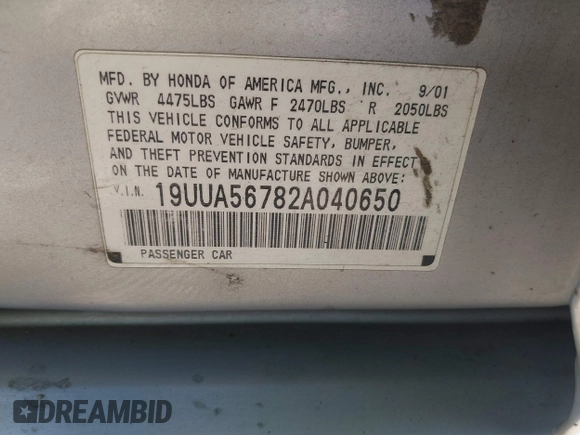 MFD. BY HONDA OF AMERICA MFG., INC. 9/01
GVWR 4475LBS GAWR F 2470LBS R 2050LBS
THIS VEHICLE CONFORMS TO ALL APPLICABLE
FEDERAL MOTOR VEHICLE SAFETY, BUMPER,
AND THEFT PREVENTION STANDARDS IN EFFECT
ON THE DATE OF MANUFACTURE SHOWN ABOVE:
V.I.N. 19UUA56782A040650
PASSENGER CAR
DREAMBID